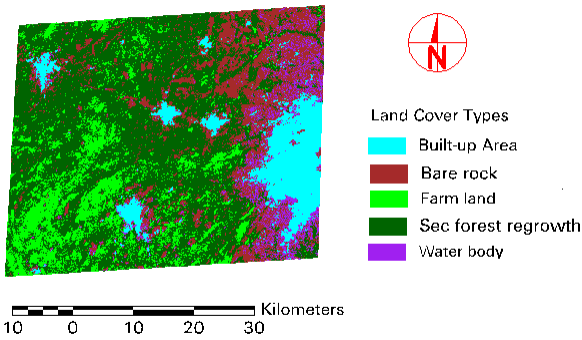 N
Land Cover Types
Built-up Area
Bare rock
Farm land
Sec forest regrowth
Water body
Kilometers
10 0 10 20 30